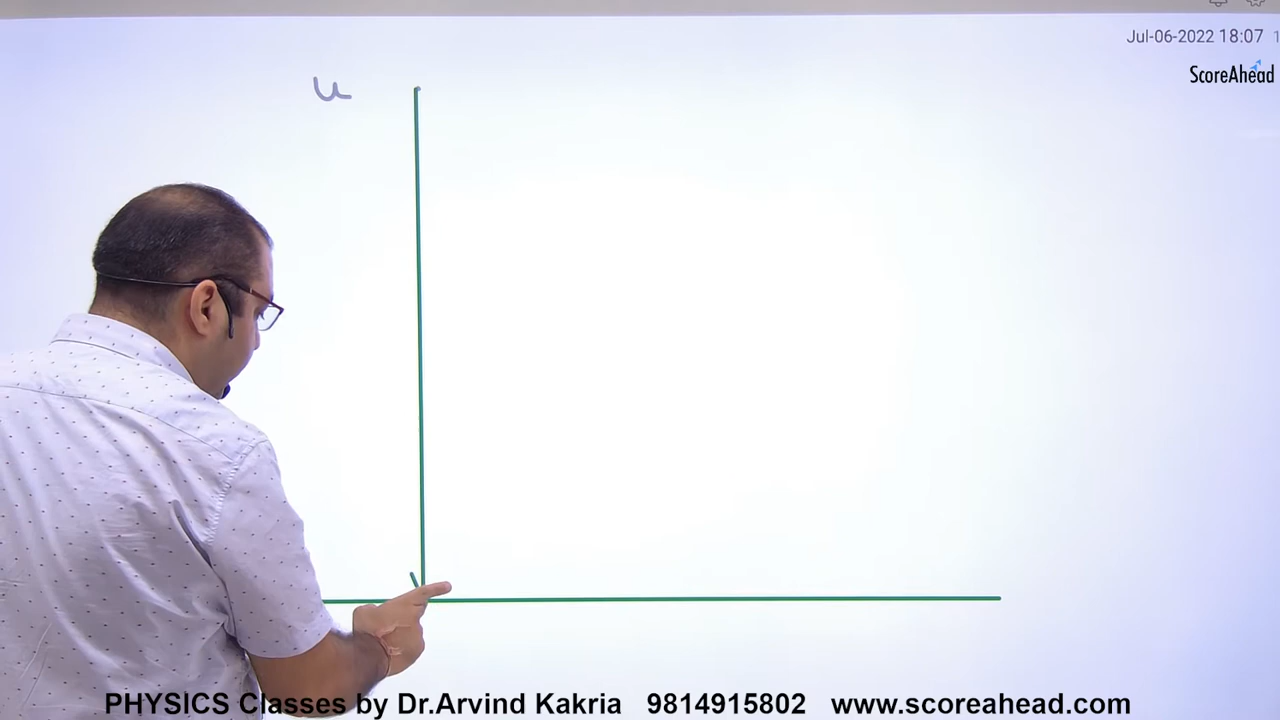 Jul-06-2022 18:07
ScoreAhead
u
PHYSICS Classes by Dr.Arvind Kakria 9814915802 www.scoreahead.com